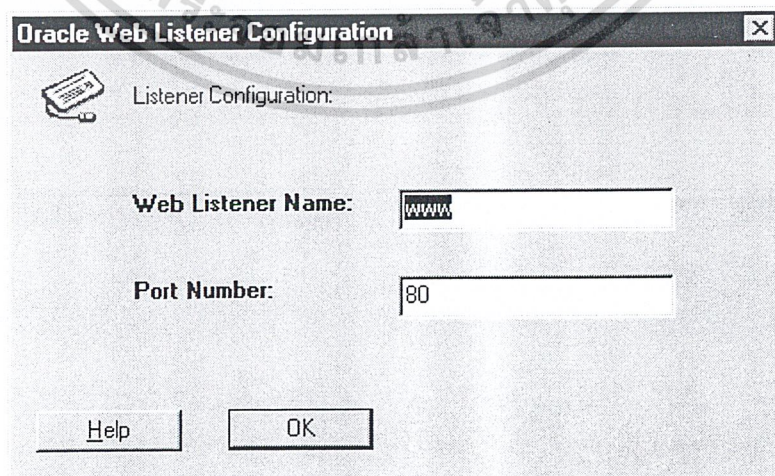 Oracle Web Listener Configuration
Listener Configuration:
Web Listener Name: www
Port Number: 80
Help OK